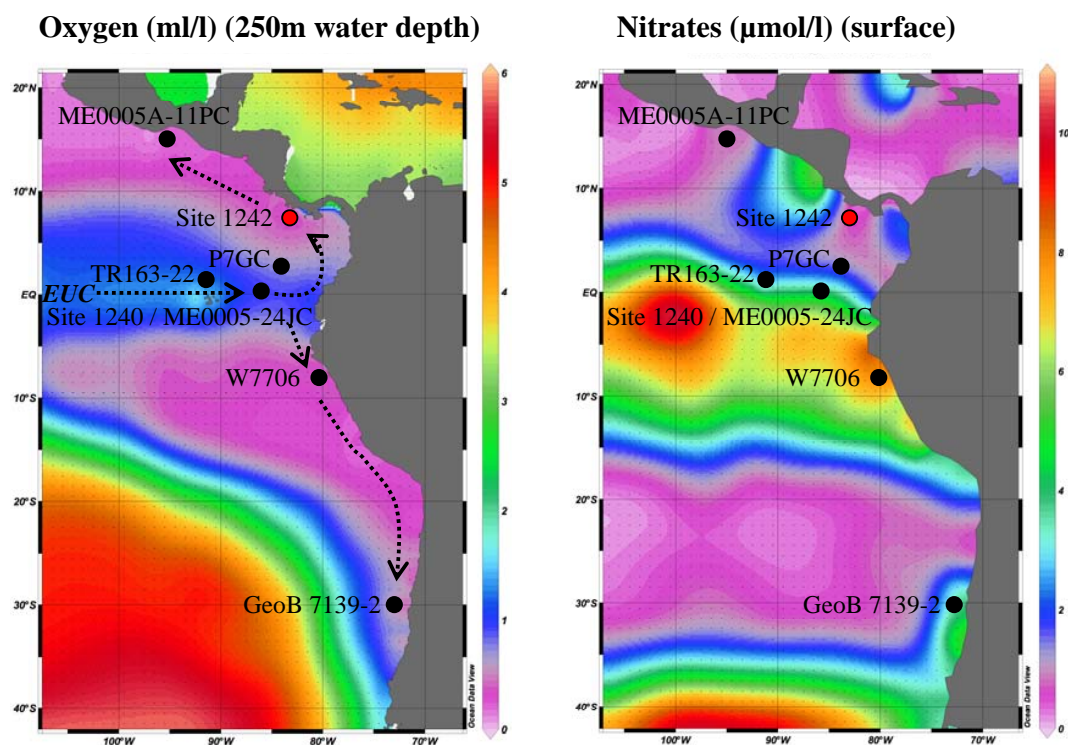 Oxygen (ml/l) (250m water depth)
20°N
10°N
EQ
10°S
20°S
30°S
40°S
100°W
90°W
80°W
70°W
ME0005A-11PC
Site 1242
P7GC
TR163-22
EUC
Site 1240 / ME0005-24JC
W7706
GeoB 7139-2
Ocean Data View
6
5
4
3
2
1
0
Nitrates (µmol/l) (surface)
20°N
10°N
EQ
10°S
20°S
30°S
40°S
100°W
90°W
80°W
70°W
ME0005A-11PC
Site 1242
P7GC
TR163-22
Site 1240 / ME0005-24JC
W7706
GeoB 7139-2
Ocean Data View
10
8
6
4
2
0